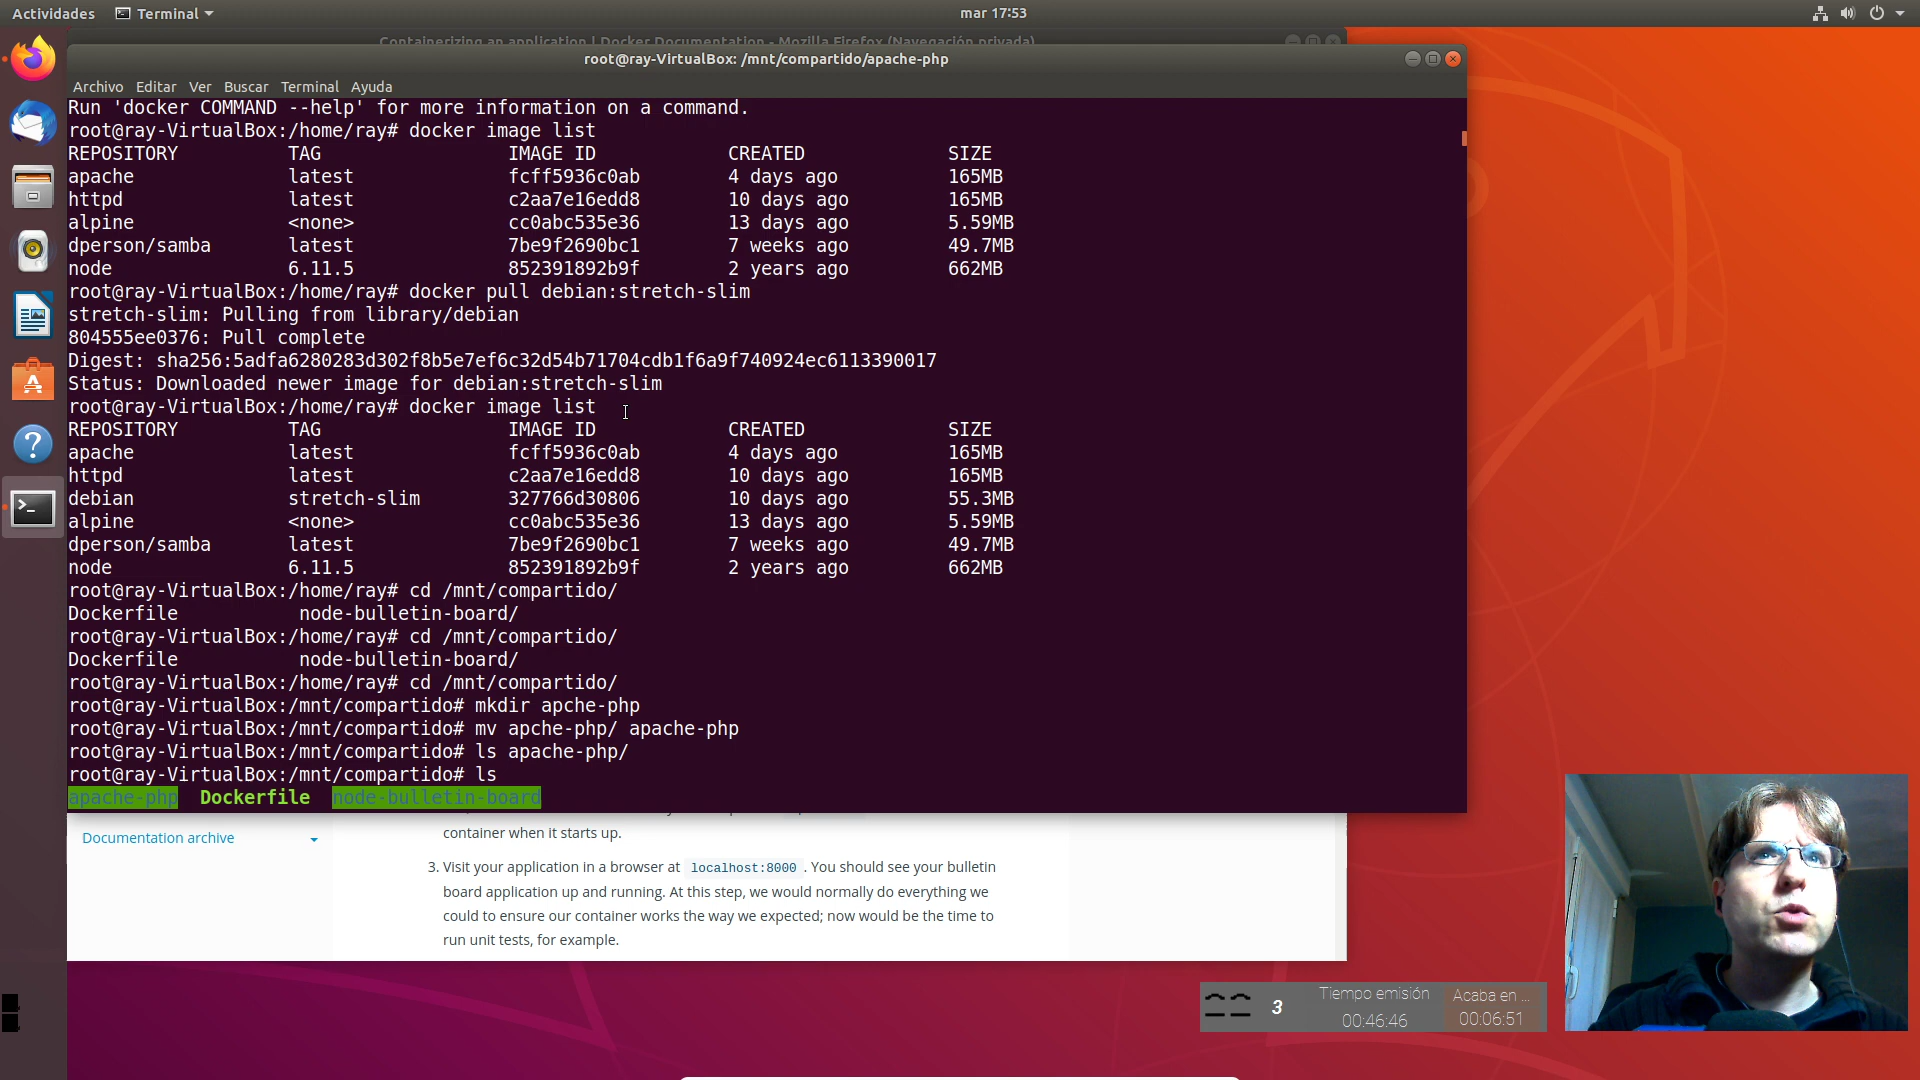 Actividades Terminal mar 17:53
Containerizing an application | Docker Documentation - Mozilla Firefox (Navegación privada)
root@ray-VirtualBox: /mnt/compartido/apache-php
Archivo Editar Ver Buscar Terminal Ayuda
Run 'docker COMMAND --help' for more information on a command.
root@ray-VirtualBox:/home/ray# docker image list
REPOSITORY TAG IMAGE ID CREATED SIZE
apache latest fcff5936c0ab 4 days ago 165MB
httpd latest c2aa7e16edd8 10 days ago 165MB
alpine <none> cc0abc535e36 13 days ago 5.59MB
dperson/samba latest 7be9f2690bc1 7 weeks ago 49.7MB
node 6.11.5 852391892b9f 2 years ago 662MB
root@ray-VirtualBox:/home/ray# docker pull debian:stretch-slim
stretch-slim: Pulling from library/debian
804555ee0376: Pull complete
Digest: sha256:5adfa6280283d302f8b5e7ef6c32d54b71704cdb1f6a9f740924ec6113390017
Status: Downloaded newer image for debian:stretch-slim
root@ray-VirtualBox:/home/ray# docker image list
REPOSITORY TAG IMAGE ID CREATED SIZE
apache latest fcff5936c0ab 4 days ago 165MB
httpd latest c2aa7e16edd8 10 days ago 165MB
debian stretch-slim 327766d30806 10 days ago 55.3MB
alpine <none> cc0abc535e36 13 days ago 5.59MB
dperson/samba latest 7be9f2690bc1 7 weeks ago 49.7MB
node 6.11.5 852391892b9f 2 years ago 662MB
root@ray-VirtualBox:/home/ray# cd /mnt/compartido/
Dockerfile node-bulletin-board/
root@ray-VirtualBox:/home/ray# cd /mnt/compartido/
Dockerfile node-bulletin-board/
root@ray-VirtualBox:/home/ray# cd /mnt/compartido/
root@ray-VirtualBox:/mnt/compartido# mkdir apche-php
root@ray-VirtualBox:/mnt/compartido# mv apche-php/ apache-php
root@ray-VirtualBox:/mnt/compartido# ls apache-php/
root@ray-VirtualBox:/mnt/compartido# ls
apache-php Dockerfile node-bulletin-board
Documentation archive
container when it starts up.
3. Visit your application in a browser at localhost:8000 . You should see your bulletin
board application up and running. At this step, we would normally do everything we
could to ensure our container works the way we expected; now would be the time to
run unit tests, for example.
3
Tiempo emisión
00:46:46
Acaba en ...
00:06:51